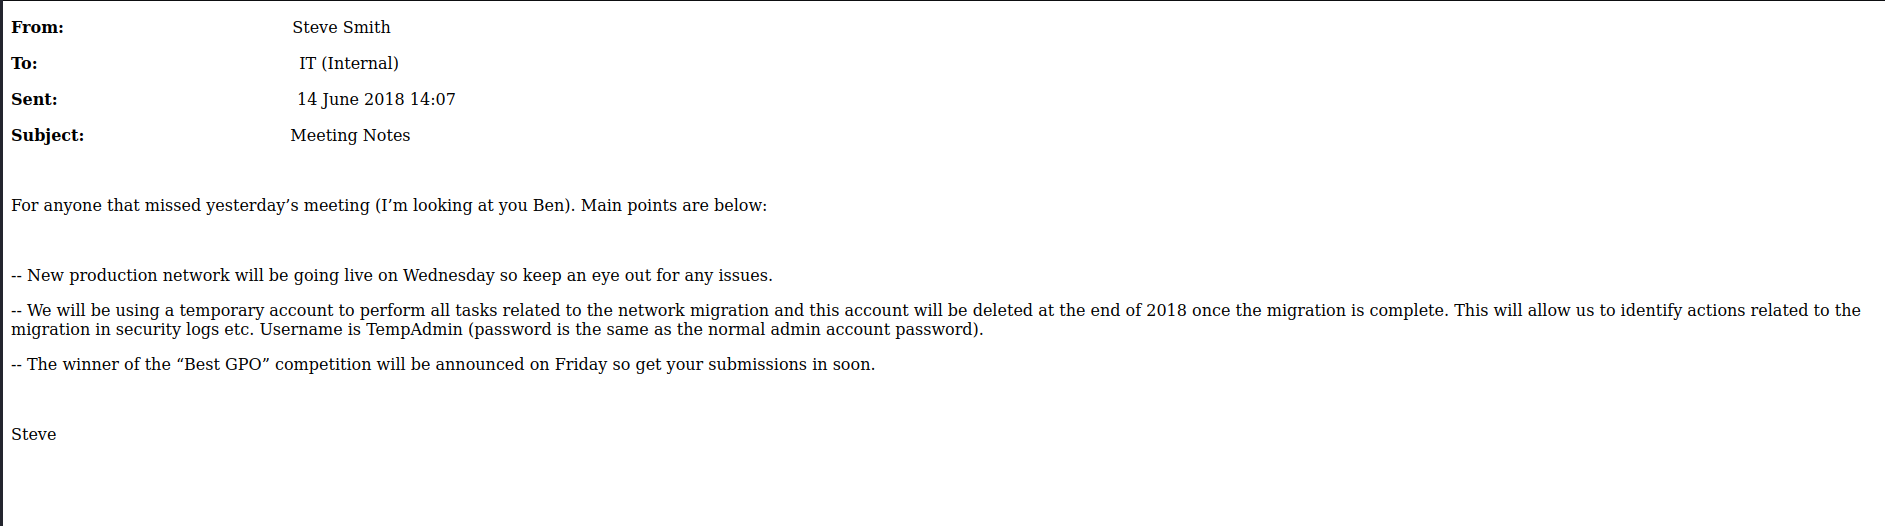 From: Steve Smith
To: IT (Internal)
Sent: 14 June 2018 14:07
Subject: Meeting Notes
For anyone that missed yesterday’s meeting (I’m looking at you Ben). Main points are below:
-- New production network will be going live on Wednesday so keep an eye out for any issues.
-- We will be using a temporary account to perform all tasks related to the network migration and this account will be deleted at the end of 2018 once the migration is complete. This will allow us to identify actions related to the
migration in security logs etc. Username is TempAdmin (password is the same as the normal admin account password).
-- The winner of the “Best GPO” competition will be announced on Friday so get your submissions in soon.
Steve